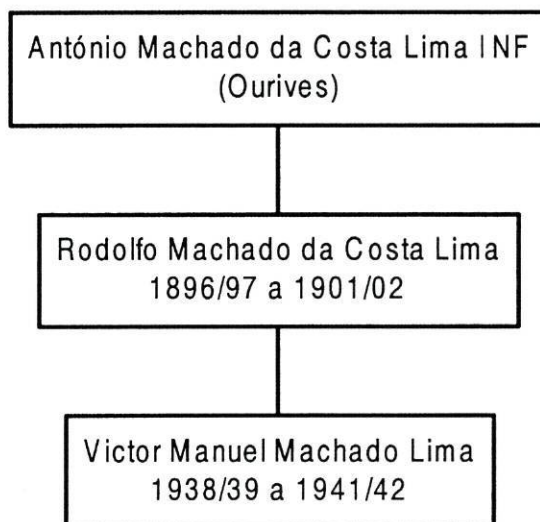 António Machado da Costa Lima INF
(Ourives)
Rodolfo Machado da Costa Lima
1896/97 a 1901/02
Victor Manuel Machado Lima
1938/39 a 1941/42